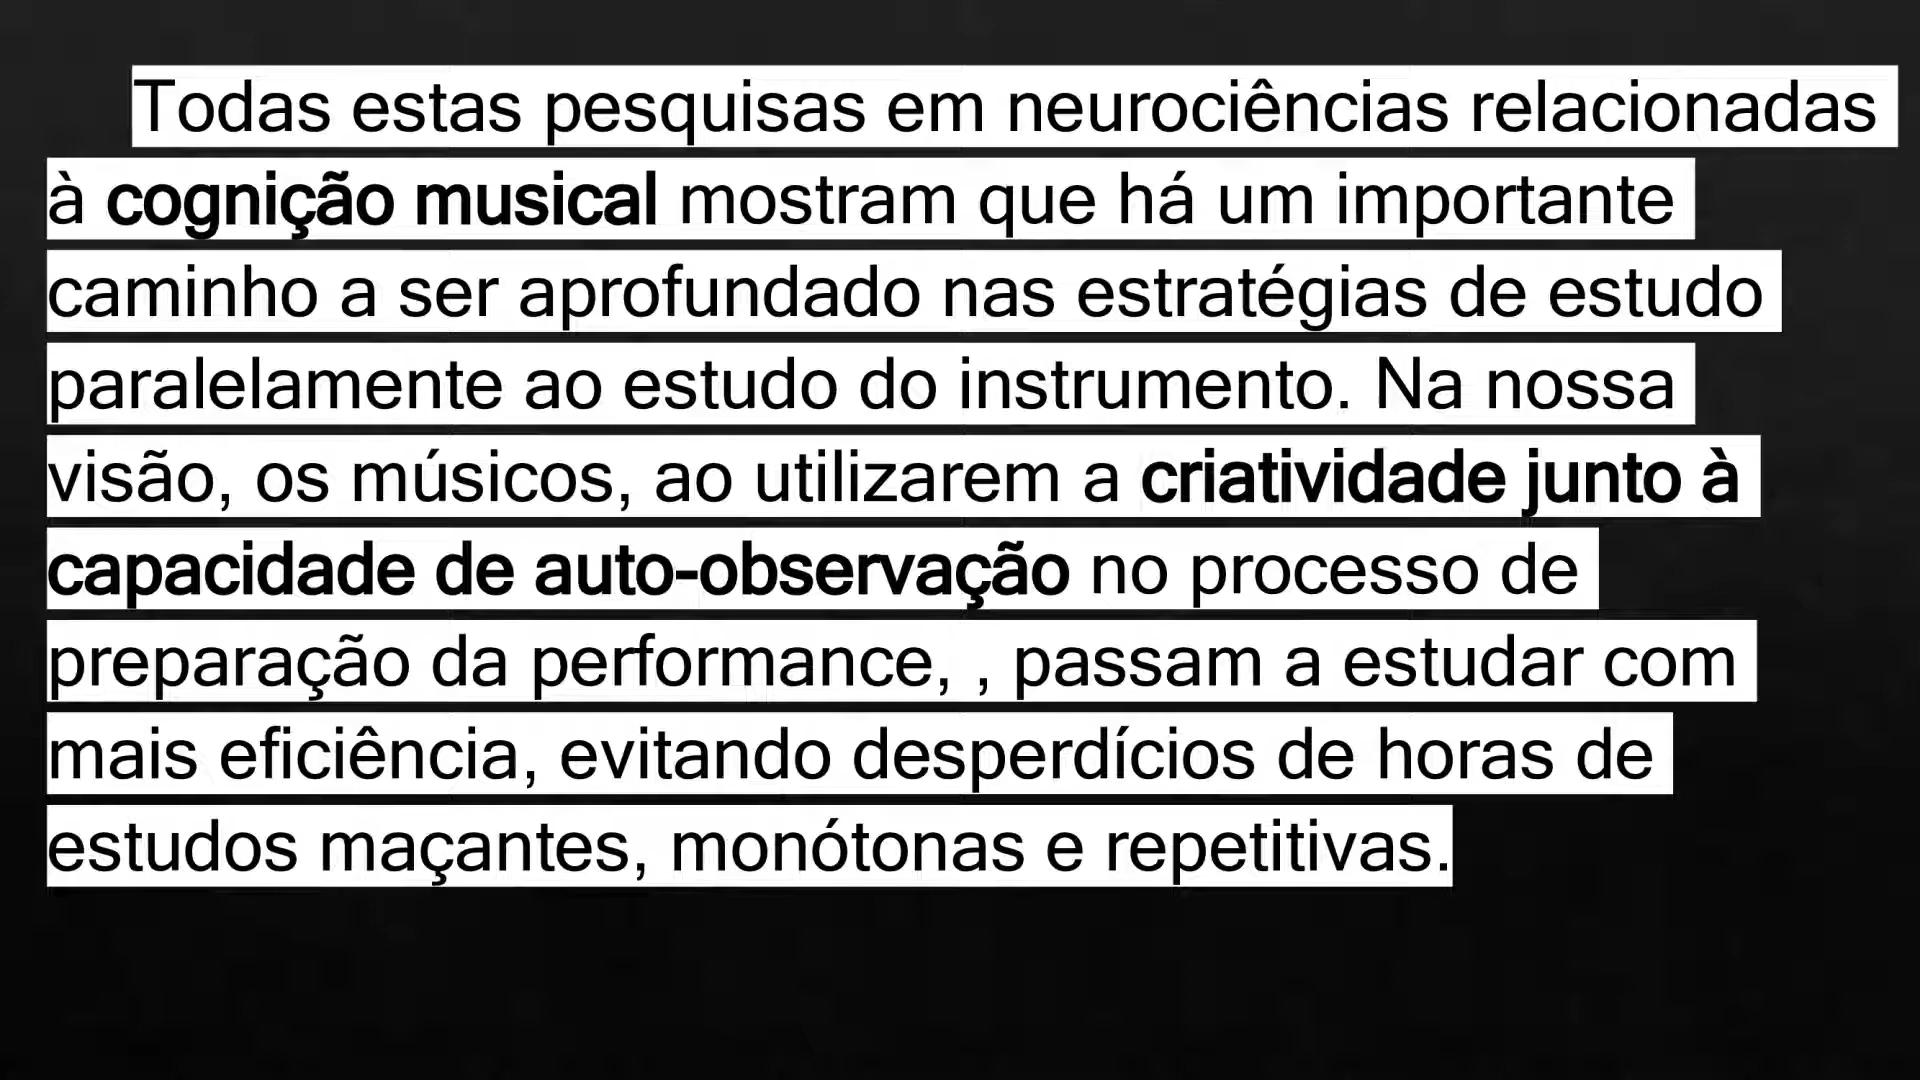 Todas estas pesquisas em neurociências relacionadas
à cognição musical mostram que há um importante
caminho a ser aprofundado nas estratégias de estudo
paralelamente ao estudo do instrumento. Na nossa
visão, os músicos, ao utilizarem a criatividade junto à
capacidade de auto-observação no processo de
preparação da performance, , passam a estudar com
mais eficiência, evitando desperdícios de horas de
estudos maçantes, monótonas e repetitivas.